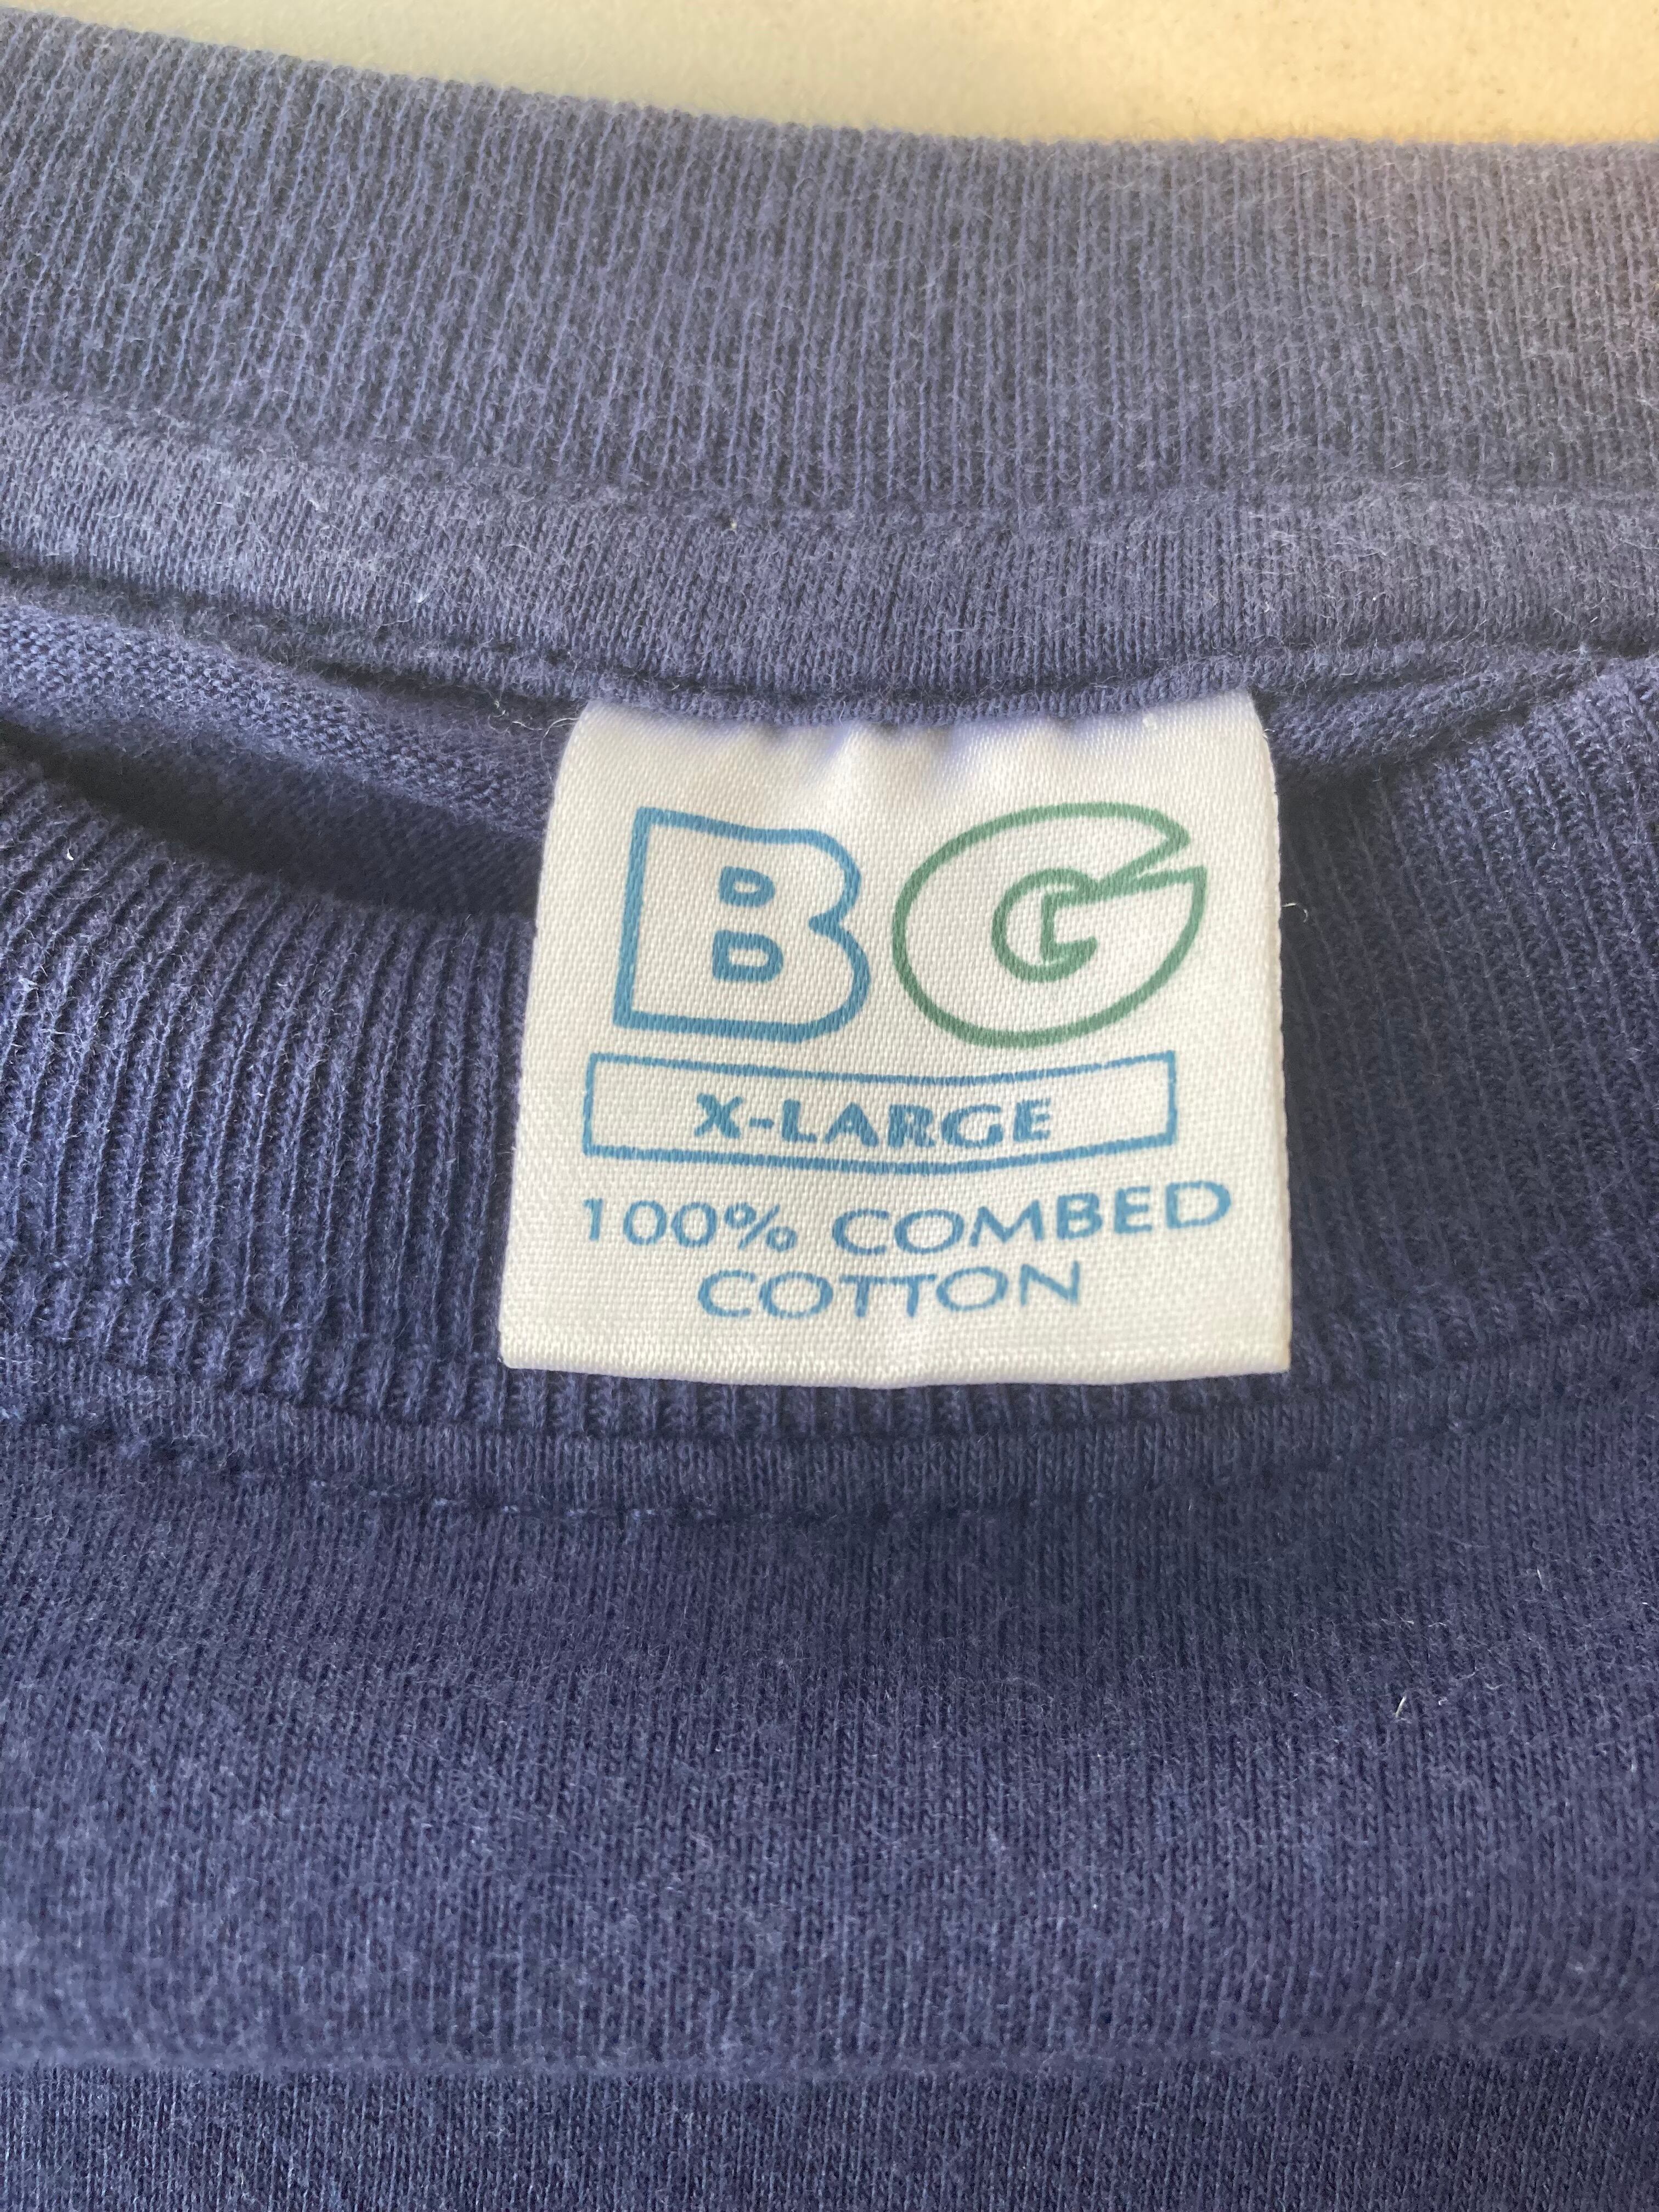 BG
X-LARGE
100% COMBED
COTTON